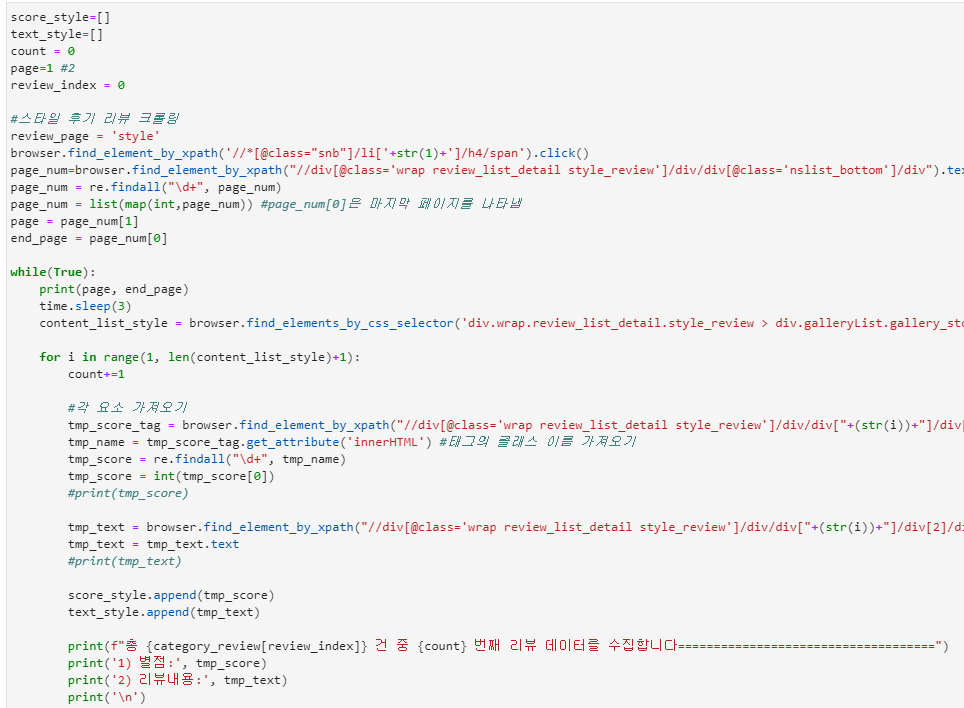 score_style=[]
text_style=[]
count = 0
page=1 #2
review_index = 0
#스타일 후기 리뷰 크롤링
review_page = 'style'
browser.find_element_by_xpath('//*[@class="snb"]/li['+str(1)+']/h4/span').click()
page_num=browser.find_element_by_xpath("//div[@class='wrap review_list_detail style_review']/div/div[@class='nslist_bottom']/div").tex
page_num = re.findall("\d+", page_num)
page_num = list(map(int,page_num)) #page_num[0]은 마지막 페이지를 나타냄
page = page_num[1]
end_page = page_num[0]
while(True):
    print(page, end_page)
    time.sleep(3)
    content_list_style = browser.find_elements_by_css_selector('div.wrap.review_list_detail.style_review > div.galleryList.gallery_sto
    for i in range(1, len(content_list_style)+1):
        count+=1
        #각 요소 가져오기
        tmp_score_tag = browser.find_element_by_xpath("//div[@class='wrap review_list_detail style_review']/div/div["+(str(i))+"]/div[
        tmp_name = tmp_score_tag.get_attribute('innerHTML') #태그의 클래스 이름 가져오기
        tmp_score = re.findall("\d+", tmp_name)
        tmp_score = int(tmp_score[0])
        #print(tmp_score)
        tmp_text = browser.find_element_by_xpath("//div[@class='wrap review_list_detail style_review']/div/div["+(str(i))+"]/div[2]/di
        tmp_text = tmp_text.text
        #print(tmp_text)
        score_style.append(tmp_score)
        text_style.append(tmp_text)
        print(f"총 {category_review[review_index]} 건 중 {count} 번째 리뷰 데이터를 수집합니다====================================")
        print('1) 별점:', tmp_score)
        print('2) 리뷰내용:', tmp_text)
        print('\n')